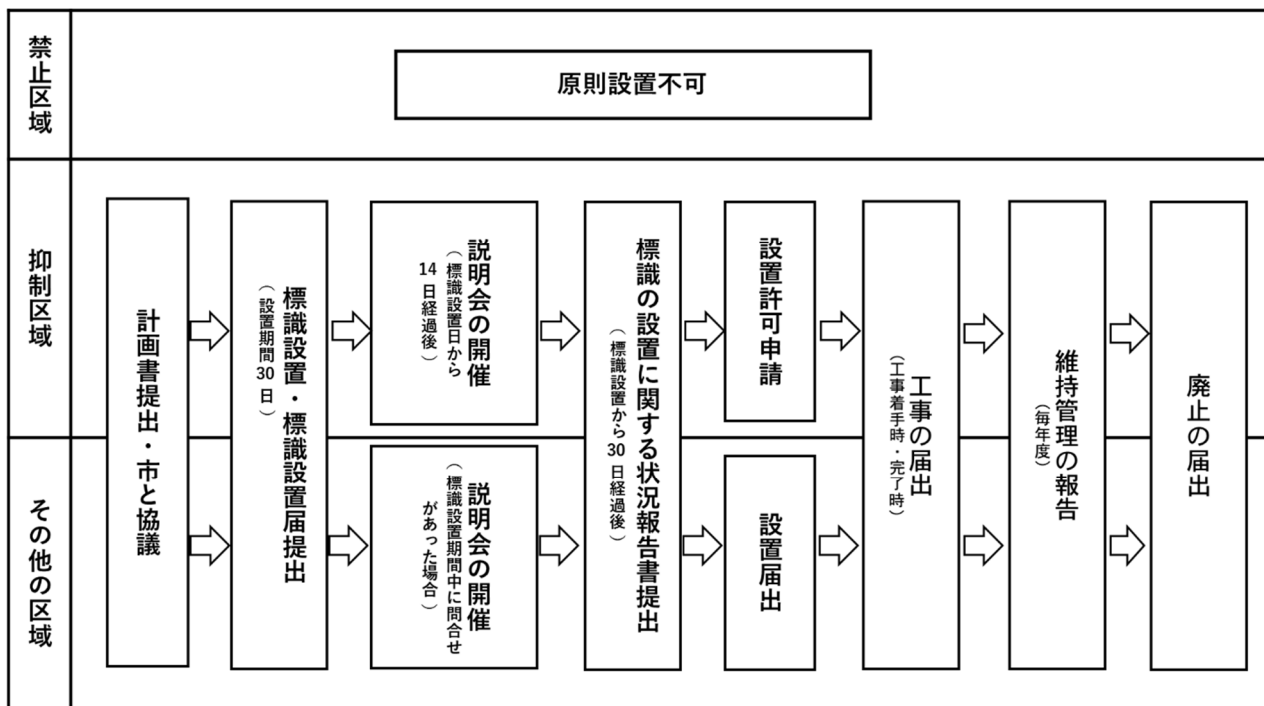 禁止区域
原則設置不可
抑制区域
その他の区域
計画書提出・市と協議
標識設置・標識設置届提出
（設置期間30日）
説明会の開催
（標識設置日から
14日経過後）
説明会の開催
（標識設置期間中に問合せ
があった場合）
標識の設置に関する状況報告書提出
（標識設置から30日経過後）
設置許可申請
設置届出
工事の届出
（工事着手時・完了時）
維持管理の報告
（毎年度）
廃止の届出